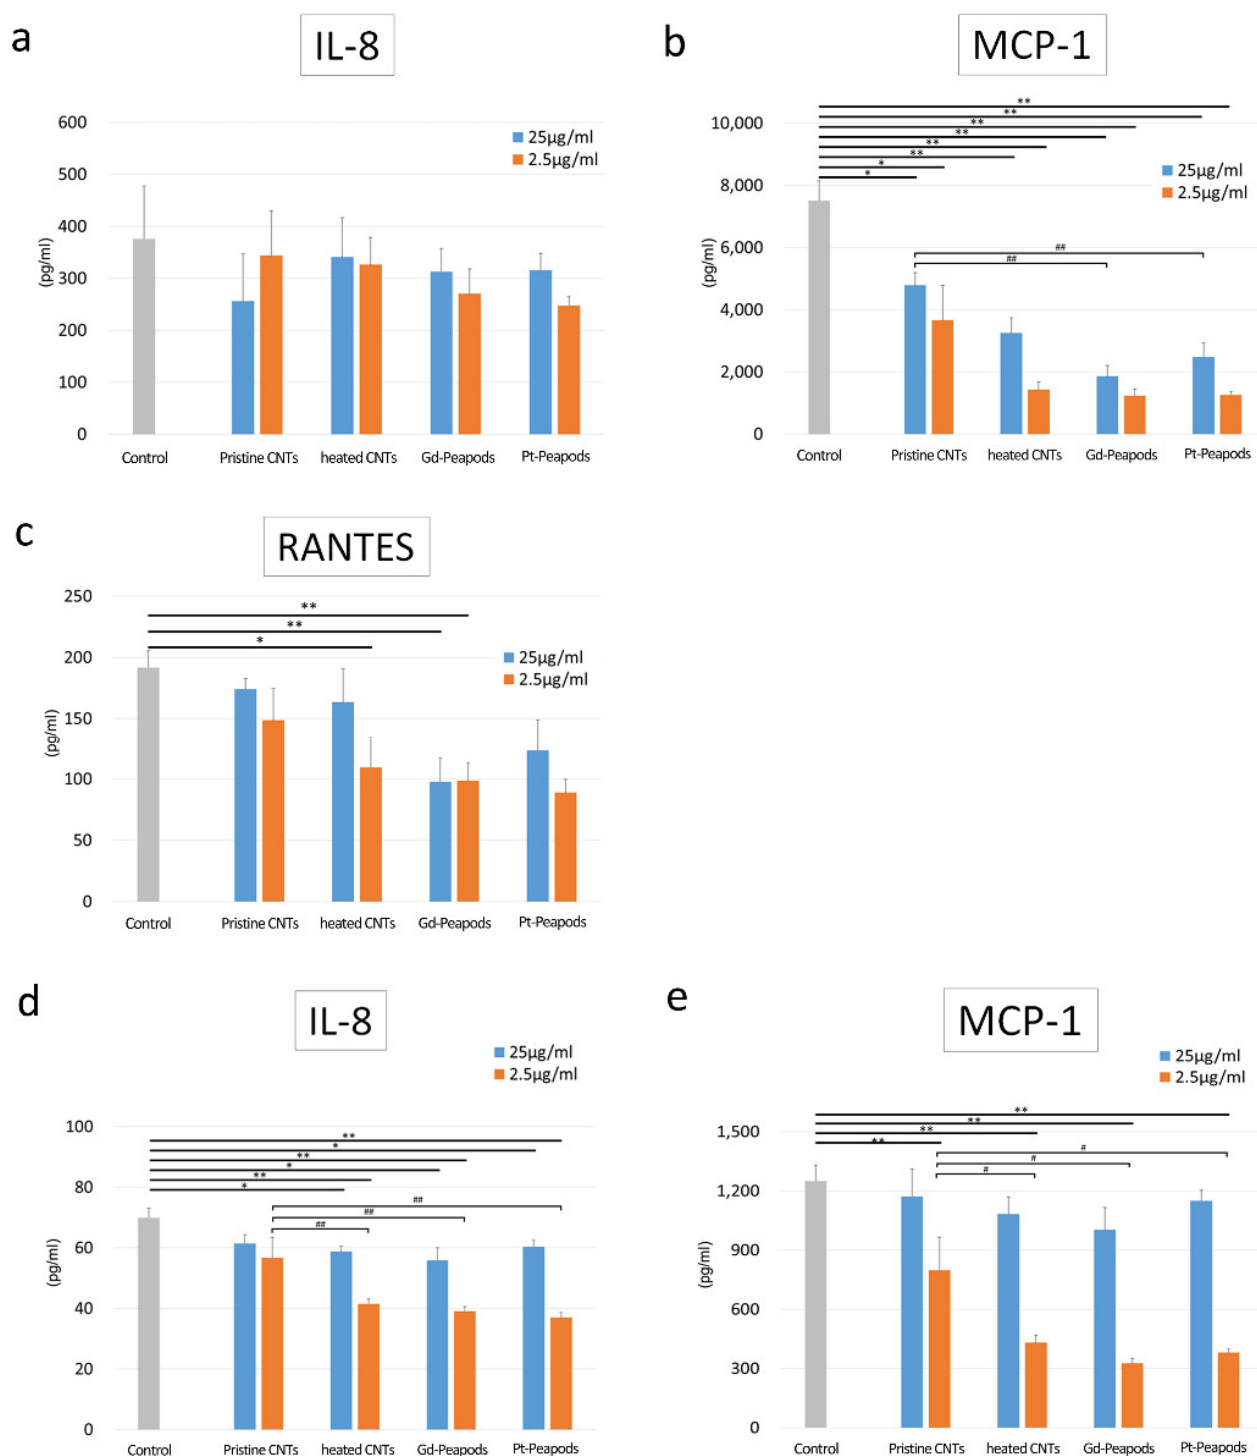 a
IL-8
600
500
400
300
200
100
0
(pg/ml)
25µg/ml
2.5µg/ml
Control
Pristine CNTs
heated CNTs
Gd-Peapods
Pt-Peapods
b
MCP-1
10,000
8,000
6,000
4,000
2,000
0
(pg/ml)
**
**
**
**
**
**
*
*
##
##
25µg/ml
2.5µg/ml
Control
Pristine CNTs
heated CNTs
Gd-Peapods
Pt-Peapods
c
RANTES
250
200
150
100
50
0
(pg/ml)
**
**
*
25µg/ml
2.5µg/ml
Control
Pristine CNTs
heated CNTs
Gd-Peapods
Pt-Peapods
d
IL-8
25µg/ml
2.5µg/ml
100
80
60
40
20
0
(pg/ml)
**
*
**
*
**
*
##
##
##
Control
Pristine CNTs
heated CNTs
Gd-Peapods
Pt-Peapods
e
MCP-1
25µg/ml
2.5µg/ml
1,500
1,200
900
600
300
0
(pg/ml)
**
**
**
**
#
#
#
Control
Pristine CNTs
heated CNTs
Gd-Peapods
Pt-Peapods